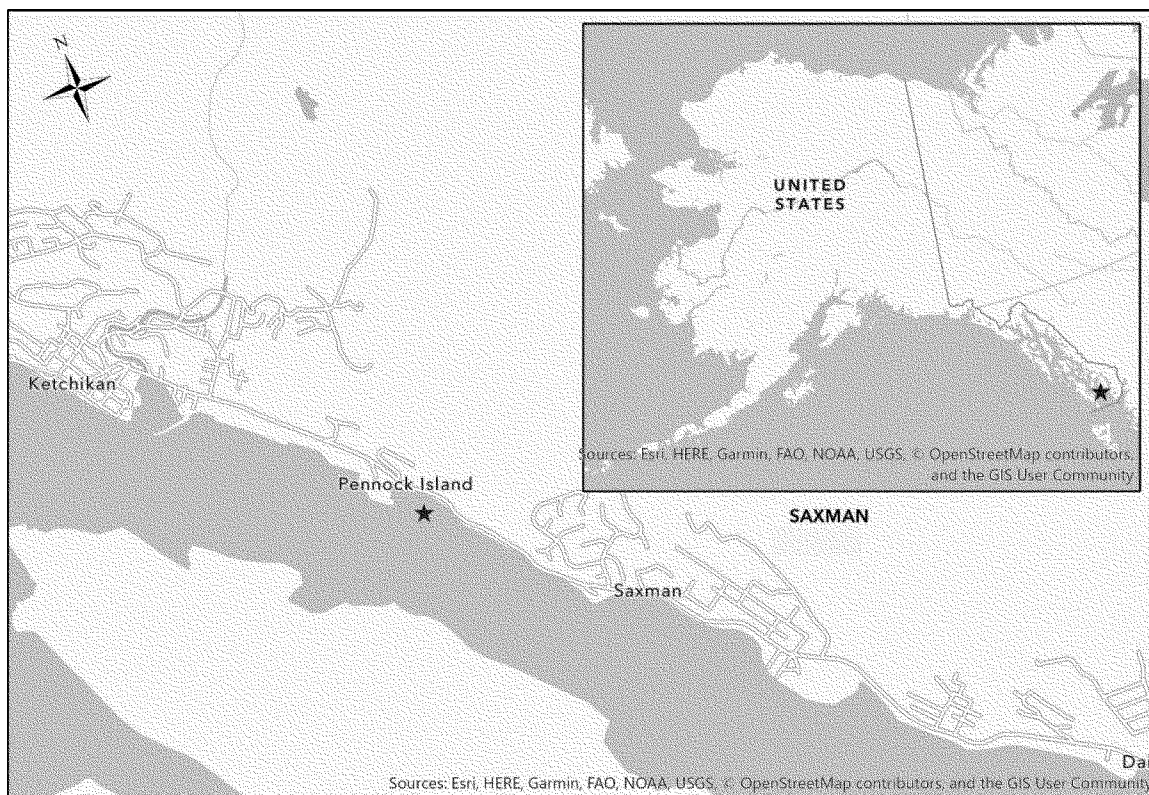 N
UNITED
STATES
Sources: Esri, HERE, Garmin, FAO, NOAA, USGS, © OpenStreetMap contributors,
and the GIS User Community
Ketchikan
Pennock Island
SAXMAN
Saxman
Dai
Sources: Esri, HERE, Garmin, FAO, NOAA, USGS, © OpenStreetMap contributors, and the GIS User Community